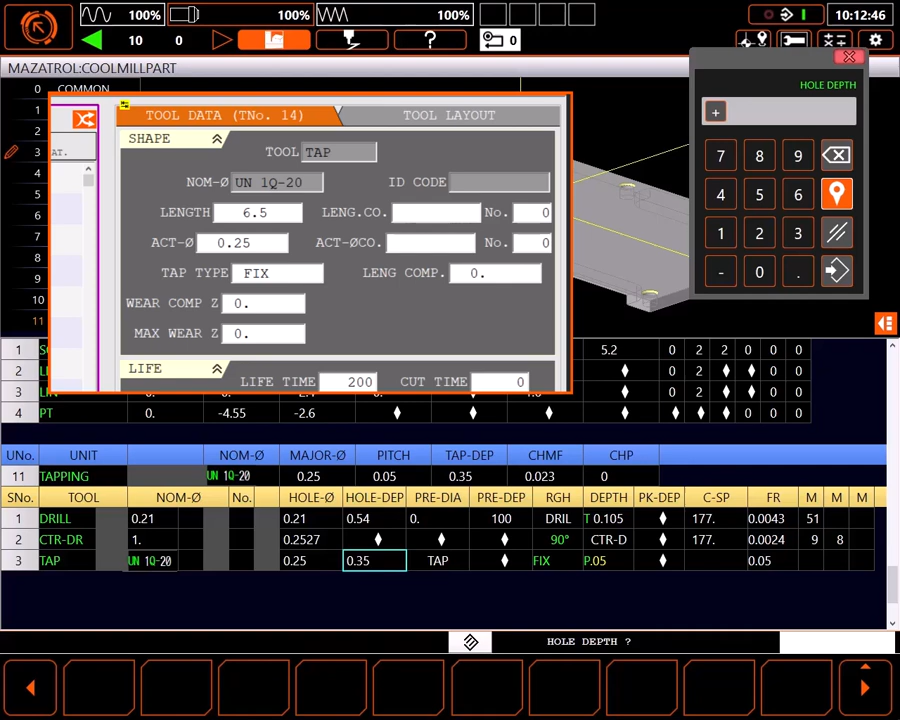 100% 100% 100% 10:12:46
10 0 ? 0
MAZATROL:COOLMILLPART
0 COMMON
HOLE DEPTH
+
7 8 9
4 5 6
1 2 3
- 0 .
1
2
3
4
5
6
7
8
9
10
11
AT.
TOOL DATA (TNo. 14) TOOL LAYOUT
SHAPE
TOOL TAP
NOM-Ø UN 1Q-20 ID CODE
LENGTH 6.5 LENG.CO. No. 0
ACT-Ø 0.25 ACT-ØCO. No. 0
TAP TYPE FIX LENG COMP. 0.
WEAR COMP Z 0.
MAX WEAR Z 0.
LIFE
LIFE TIME 200 CUT TIME 0
1 5.2 0 2 2 0 0 0
2 ♦ 0 2 ♦ 0 0 0
3 ♦ 0 2 ♦ ♦ 0 0
4 PT 0. -4.55 -2.6 ♦ ♦ ♦ ♦ ♦ ♦ ♦ 0 0 0
UNo. UNIT NOM-Ø MAJOR-Ø PITCH TAP-DEP CHMF CHP
11 TAPPING UN 1Q-20 0.25 0.05 0.35 0.023 0
SNo. TOOL NOM-Ø No. HOLE-Ø HOLE-DEP PRE-DIA PRE-DEP RGH DEPTH PK-DEP C-SP FR M M M
1 DRILL 0.21 0.21 0.54 0. 100 DRIL T 0.105 ♦ 177. 0.0043 51
2 CTR-DR 1. 0.2527 ♦ ♦ ♦ 90° CTR-D ♦ 177. 0.0024 9 8
3 TAP UN 1Q-20 0.25 0.35 TAP ♦ FIX P.05 ♦ 0.05
HOLE DEPTH ?